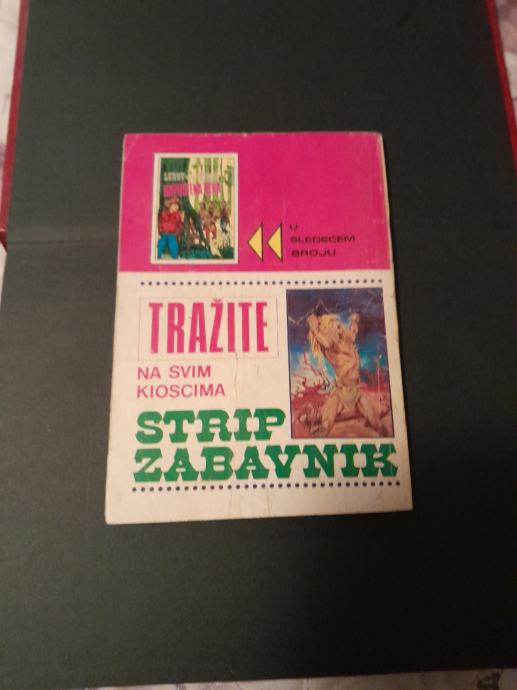 U
SLEDEĆEM
BROJU
TRAŽITE
NA SVIM
KIOSCIMA
STRIP
ZABAVNIK